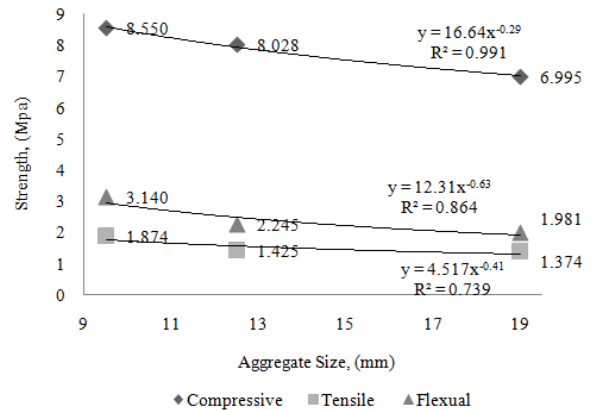 9
8
7
6
5
4
3
2
1
0
Strength, (Mpa)
8.550
8.028
6.995
y = 16.64x^-0.29
R² = 0.991
3.140
2.245
1.981
y = 12.31x^-0.63
R² = 0.864
1.874
1.425
1.374
y = 4.517x^-0.41
R² = 0.739
9 11 13 15 17 19
Aggregate Size, (mm)
Compressive Tensile Flexual